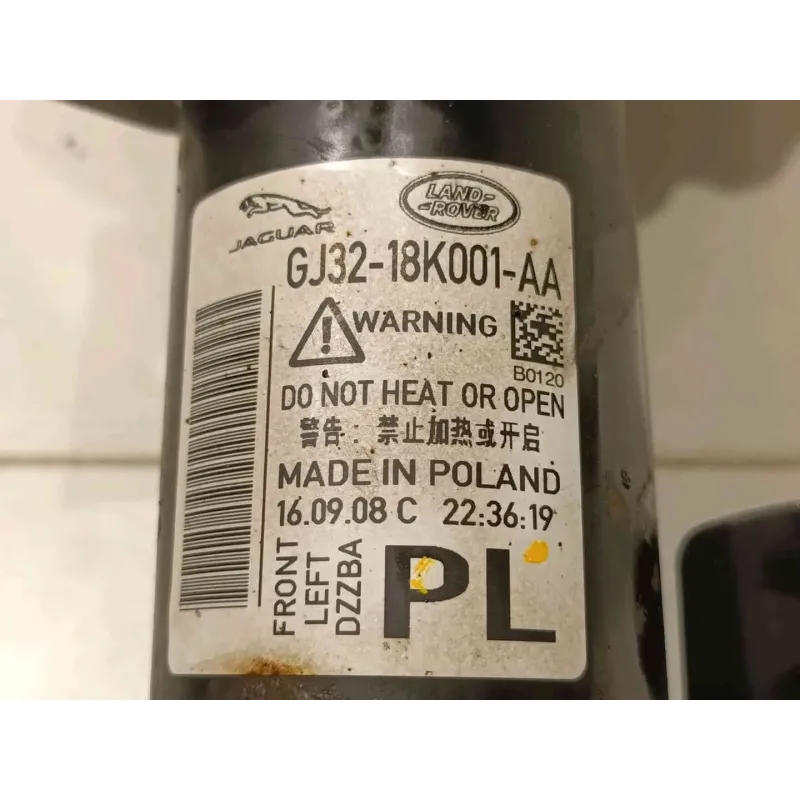 JAGUAR
LAND-
-ROVER
GJ32-18K001-AA
WARNING
B0120
DO NOT HEAT OR OPEN
警告：禁止加热或开启
MADE IN POLAND
16.09.08 C 22:36:19
FRONT
LEFT
DZZBA
PL